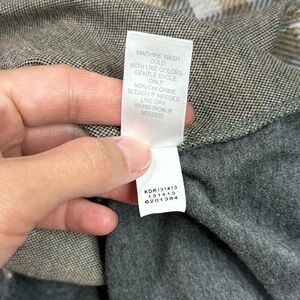 MACHINE WASH
COLD
WITH LIKE COLORS.
GENTLE CYCLE
ONLY
NON-CHLORINE
BLEACH IF NEEDED
LINE DRY.
WARM IRON IF
NEEDED
KDR131413
131413
6201384